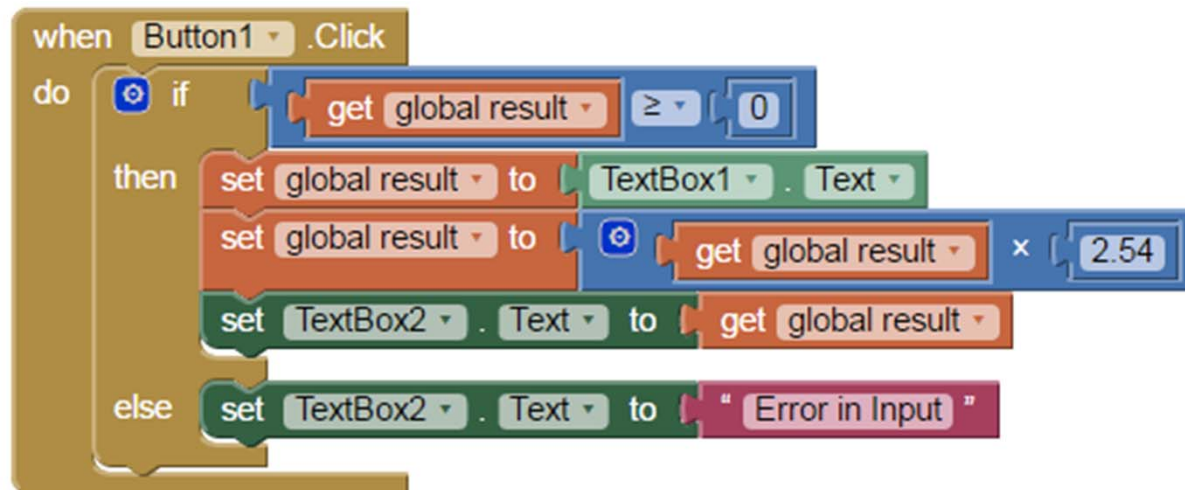 when Button1 .Click
do if get global result ≥ 0
then set global result to TextBox1 . Text
set global result to get global result × 2.54
set TextBox2 . Text to get global result
else set TextBox2 . Text to “ Error in Input ”